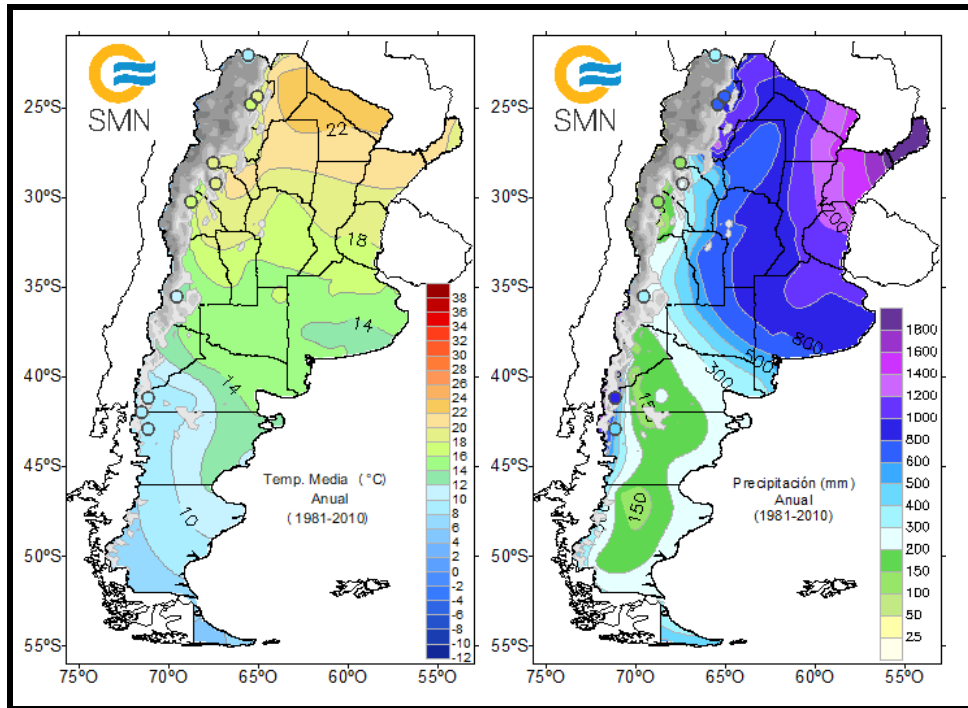 SMN
25ºS
30ºS
35ºS
40ºS
45ºS
50ºS
55ºS
75ºO
70ºO
65ºO
60ºO
55ºO
22
18
14
14
10
Temp. Media (°C)
Anual
(1981-2010)
38
36
34
32
30
28
26
24
22
20
18
16
14
12
10
8
6
4
2
0
-2
-4
-6
-8
-10
-12
SMN
25ºS
30ºS
35ºS
40ºS
45ºS
50ºS
55ºS
75ºO
70ºO
65ºO
60ºO
55ºO
800
500
300
150
Precipitación (mm)
Anual
(1981-2010)
1800
1600
1400
1200
1000
800
600
500
400
300
200
150
100
50
25